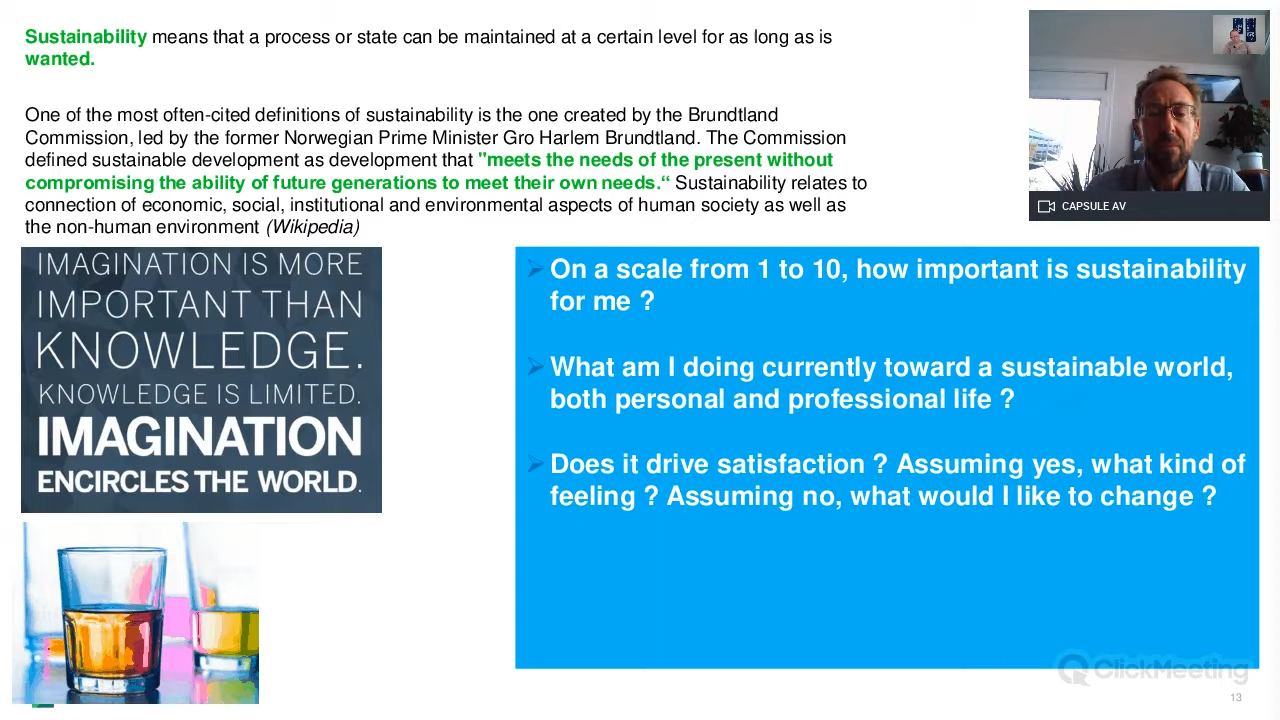 Sustainability means that a process or state can be maintained at a certain level for as long as is
wanted.
One of the most often-cited definitions of sustainability is the one created by the Brundtland
Commission, led by the former Norwegian Prime Minister Gro Harlem Brundtland. The Commission
defined sustainable development as development that "meets the needs of the present without
compromising the ability of future generations to meet their own needs.“ Sustainability relates to
connection of economic, social, institutional and environmental aspects of human society as well as
the non-human environment (Wikipedia)
CAPSULE AV
IMAGINATION IS MORE
IMPORTANT THAN
KNOWLEDGE.
KNOWLEDGE IS LIMITED.
IMAGINATION
ENCIRCLES THE WORLD.
On a scale from 1 to 10, how important is sustainability
for me ?
What am I doing currently toward a sustainable world,
both personal and professional life ?
Does it drive satisfaction ? Assuming yes, what kind of
feeling ? Assuming no, what would I like to change ?
ClickMeeting
13